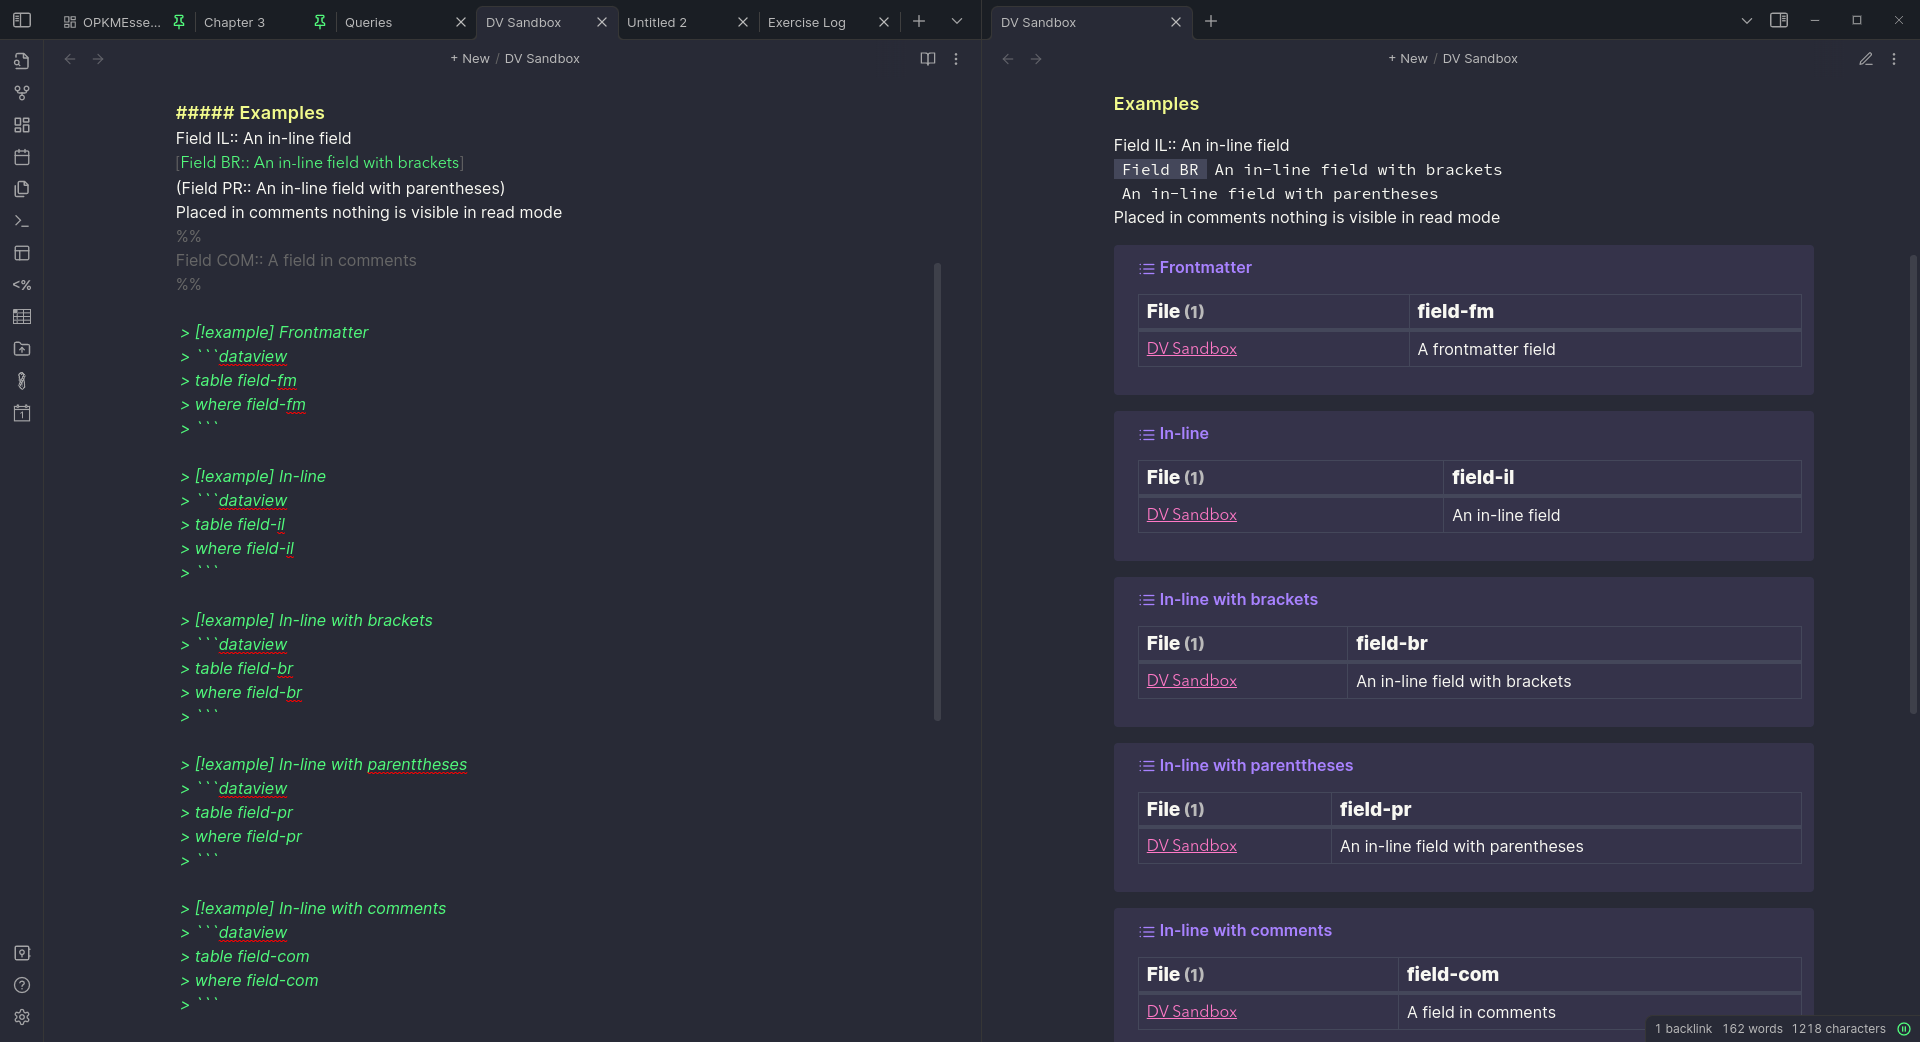 OPKMEsse...
Chapter 3
Queries
DV Sandbox
Untitled 2
Exercise Log
DV Sandbox
+ New / DV Sandbox
##### Examples
Field IL:: An in-line field
[Field BR:: An in-line field with brackets]
(Field PR:: An in-line field with parentheses)
Placed in comments nothing is visible in read mode
%%
Field COM:: A field in comments
%%
> [!example] Frontmatter
> ```dataview
> table field-fm
> where field-fm
> ```
> [!example] In-line
> ```dataview
> table field-il
> where field-il
> ```
> [!example] In-line with brackets
> ```dataview
> table field-br
> where field-br
> ```
> [!example] In-line with parenttheses
> ```dataview
> table field-pr
> where field-pr
> ```
> [!example] In-line with comments
> ```dataview
> table field-com
> where field-com
> ```
+ New / DV Sandbox
Examples
Field IL:: An in-line field
Field BR An in-line field with brackets
An in-line field with parentheses
Placed in comments nothing is visible in read mode
Frontmatter
File (1) field-fm
DV Sandbox A frontmatter field
In-line
File (1) field-il
DV Sandbox An in-line field
In-line with brackets
File (1) field-br
DV Sandbox An in-line field with brackets
In-line with parenttheses
File (1) field-pr
DV Sandbox An in-line field with parentheses
In-line with comments
File (1) field-com
DV Sandbox A field in comments
1 backlink 162 words 1218 characters
<%
1